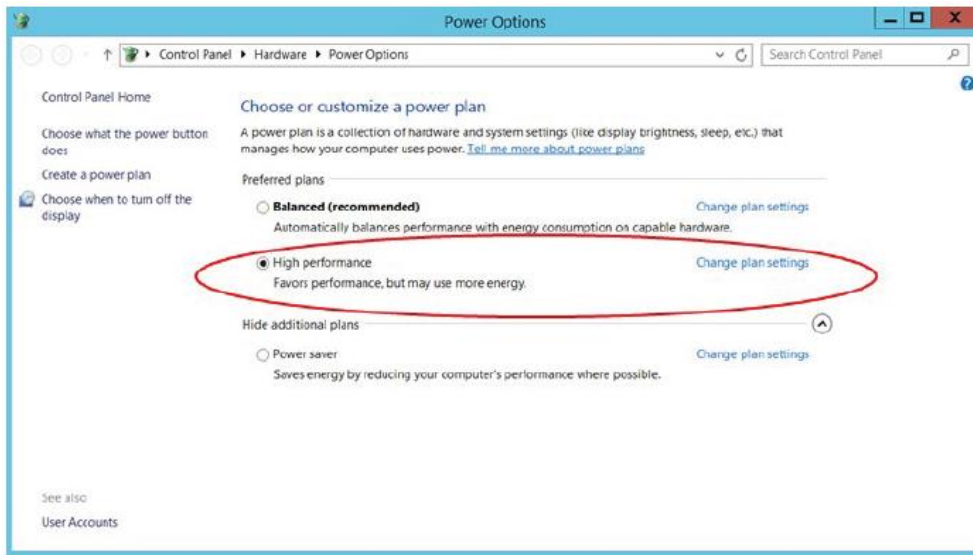 Power Options
Control Panel Hardware Power Options
Search Control Panel
Control Panel Home
Choose what the power button
does
Create a power plan
Choose when to turn off the
display
See also
User Accounts
Choose or customize a power plan
A power plan is a collection of hardware and system settings (like display brightness, sleep, etc.) that
manages how your computer uses power. Tell me more about power plans
Preferred plans
Balanced (recommended) Change plan settings
Automatically balances performance with energy consumption on capable hardware.
High performance Change plan settings
Favors performance, but may use more energy.
Hide additional plans
Power saver Change plan settings
Saves energy by reducing your computer's performance where possible.